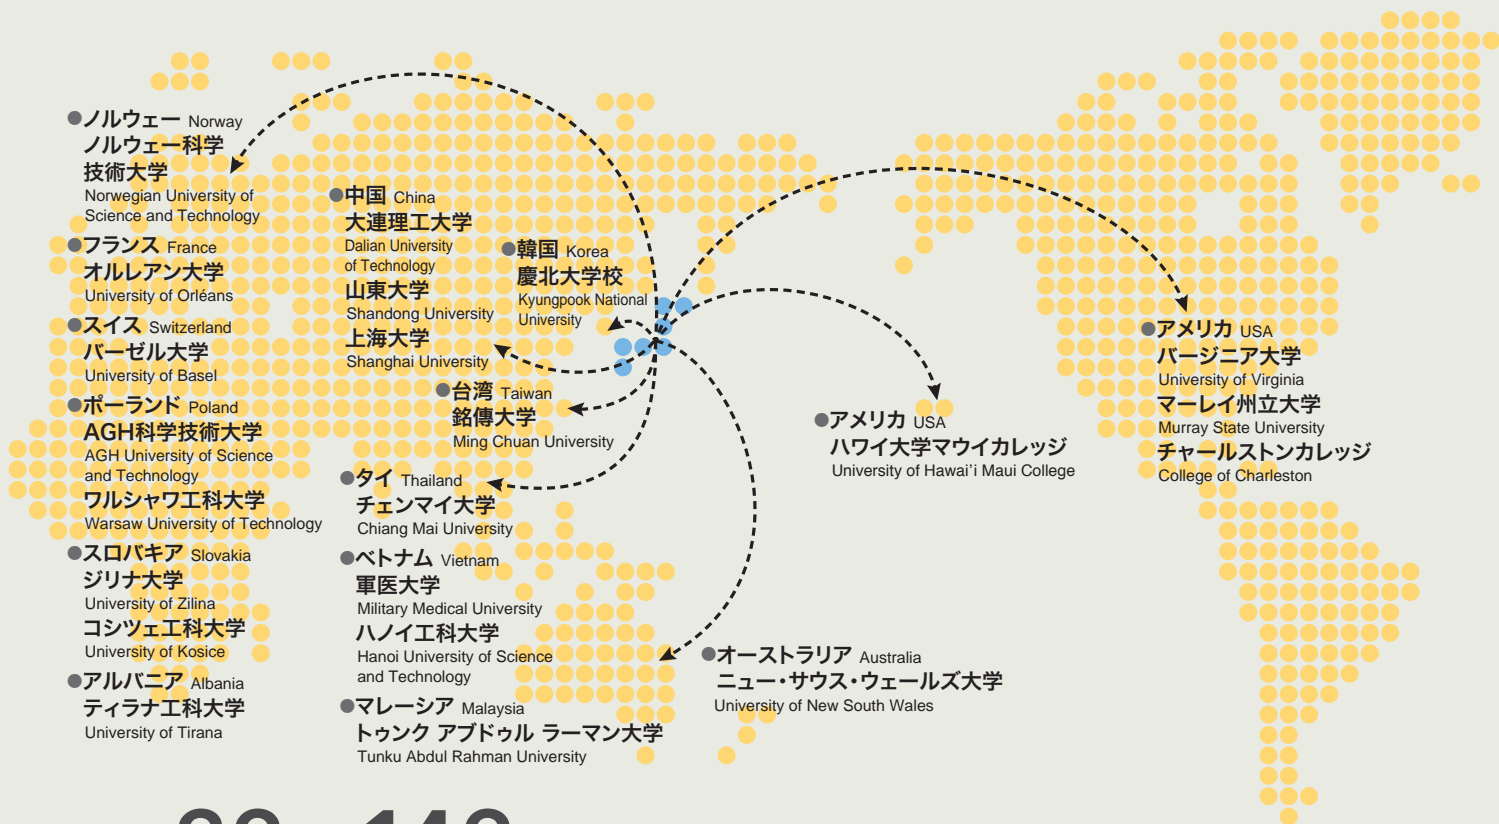 ●ノルウェー Norway
ノルウェー科学
技術大学
Norwegian University of
Science and Technology
●フランス France
オルレアン大学
University of Orléans
●スイス Switzerland
バーゼル大学
University of Basel
●ポーランド Poland
AGH科学技術大学
AGH University of Science
and Technology
ワルシャワ工科大学
Warsaw University of Technology
●スロバキア Slovakia
ジリナ大学
University of Zilina
コシツェ工科大学
University of Kosice
●アルバニア Albania
ティラナ工科大学
University of Tirana
●中国 China
大連理工大学
Dalian University
of Technology
山東大学
Shandong University
上海大学
Shanghai University
●韓国 Korea
慶北大学校
Kyungpook National
University
●台湾 Taiwan
銘傳大学
Ming Chuan University
●タイ Thailand
チェンマイ大学
Chiang Mai University
●ベトナム Vietnam
軍医大学
Military Medical University
ハノイ工科大学
Hanoi University of Science
and Technology
●マレーシア Malaysia
トゥンク アブドゥル ラーマン大学
Tunku Abdul Rahman University
●オーストラリア Australia
ニュー・サウス・ウェールズ大学
University of New South Wales
●アメリカ USA
ハワイ大学マウイカレッジ
University of Hawai'i Maui College
●アメリカ USA
バージニア大学
University of Virginia
マーレイ州立大学
Murray State University
チャールストンカレッジ
College of Charleston